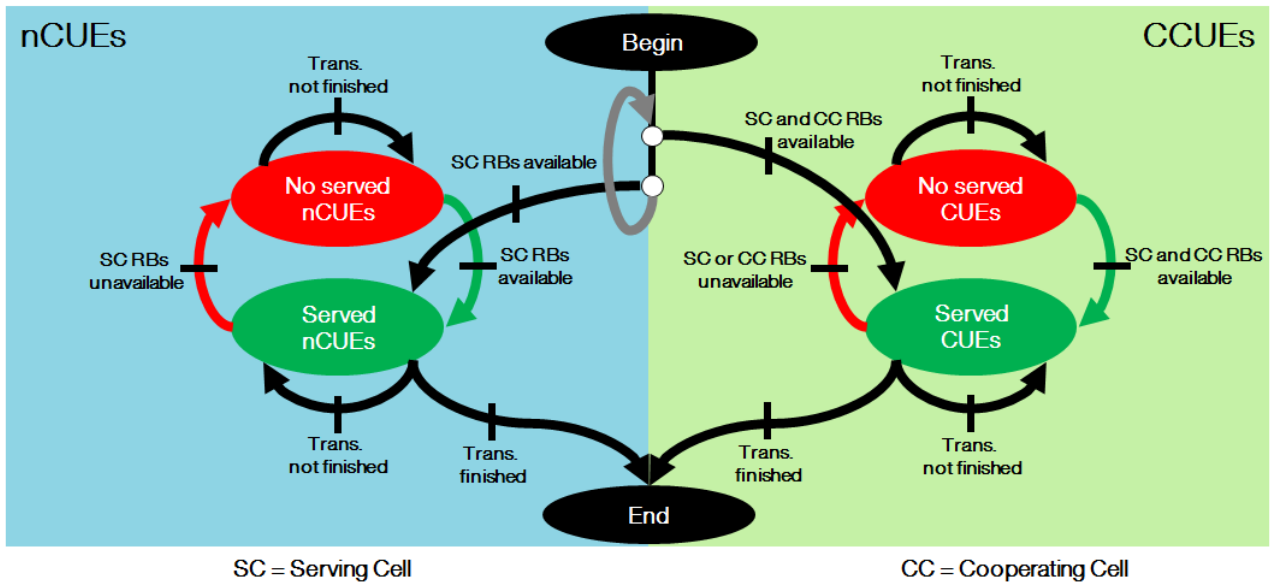 nCUEs
CCUEs
Begin
Trans.
not finished
Trans.
not finished
SC and CC RBs
available
SC RBs available
No served
nCUEs
No served
CUEs
SC RBs
unavailable
SC RBs
available
SC or CC RBs
unavailable
SC and CC RBs
available
Served
nCUEs
Served
CUEs
Trans.
not finished
Trans.
finished
Trans.
finished
Trans.
not finished
End
SC = Serving Cell
CC = Cooperating Cell